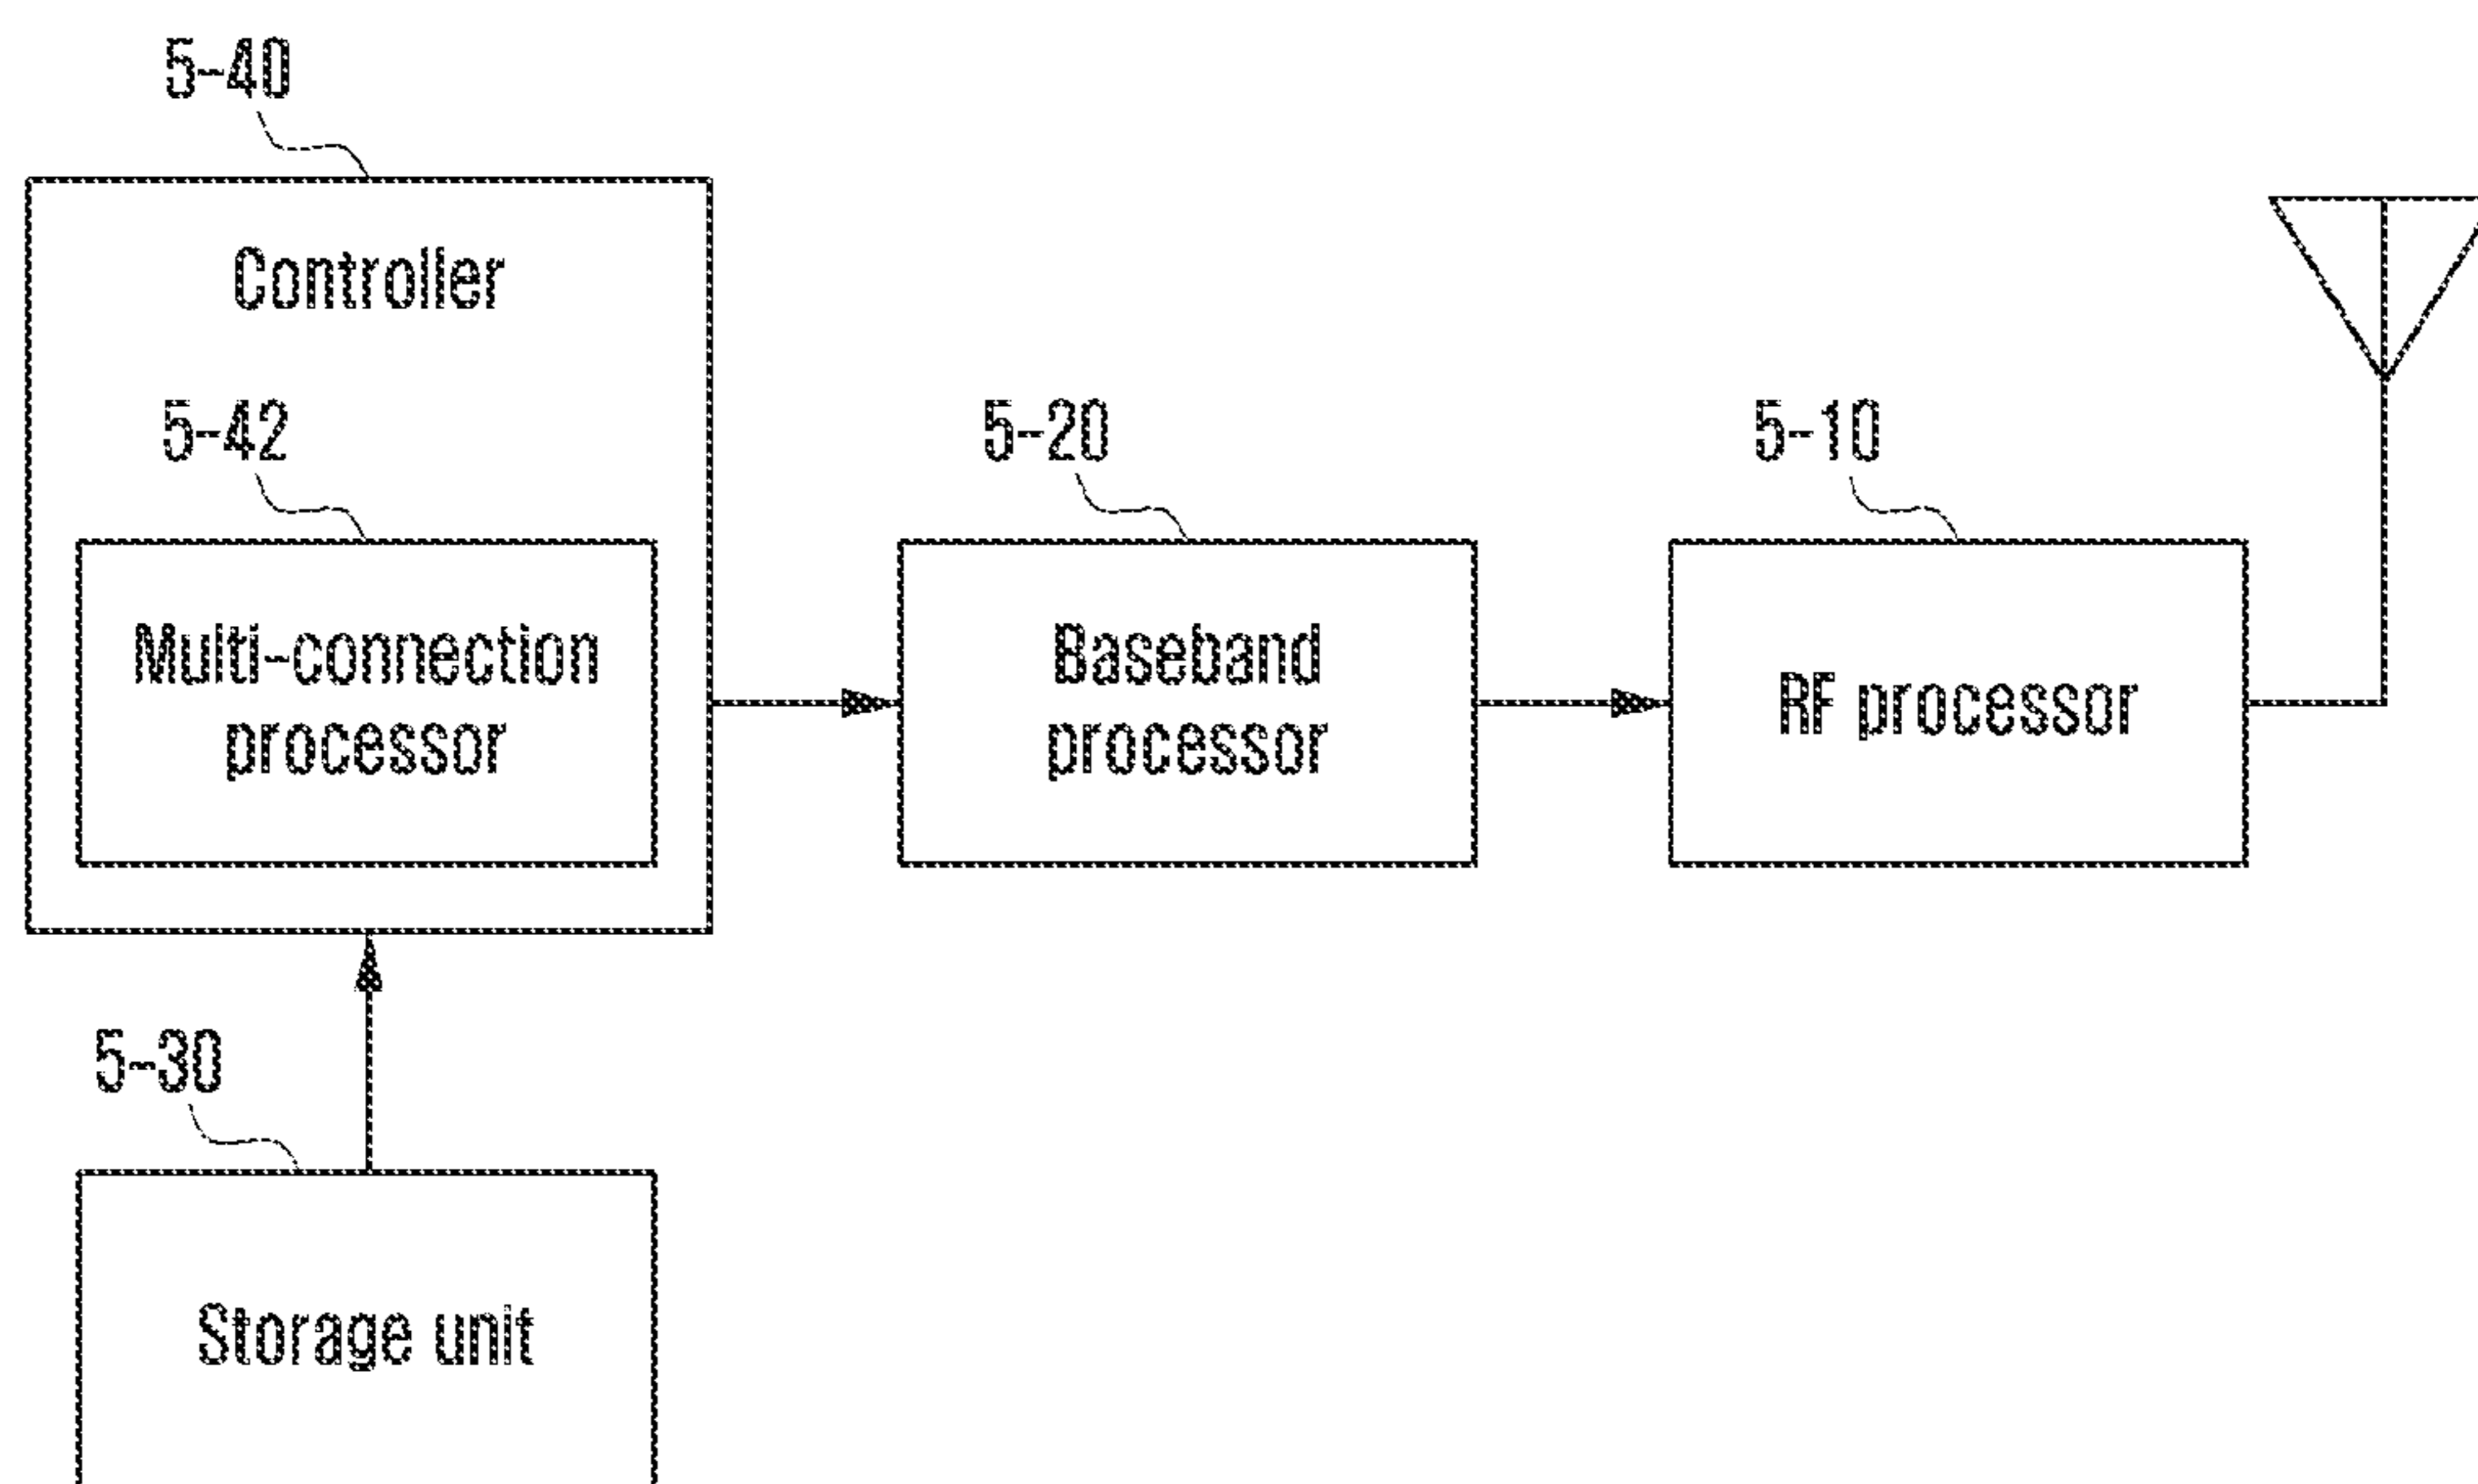 5-40
Controller
5-42
5-20
5-10
Multi-connection
processor
Baseband
processor
RF processor
5-30
Storage unit